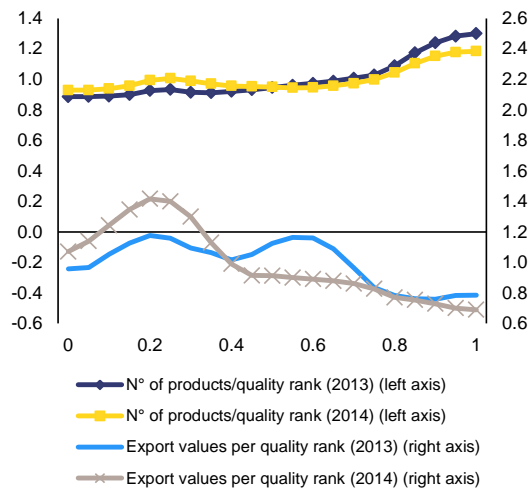 1.4 2.6
1.2 2.4
1.0 2.2
0.8 2.0
0.6 1.8
0.4 1.6
0.2 1.4
0.0 1.2
-0.2 1.0
-0.4 0.8
-0.6 0.6
0 0.2 0.4 0.6 0.8 1
N° of products/quality rank (2013) (left axis)
N° of products/quality rank (2014) (left axis)
Export values per quality rank (2013) (right axis)
Export values per quality rank (2014) (right axis)